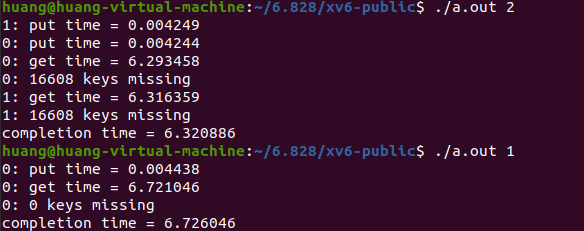 huang@huang-virtual-machine:~/6.828/xv6-public$ ./a.out 2
1: put time = 0.004249
0: put time = 0.004244
0: get time = 6.293458
0: 16608 keys missing
1: get time = 6.316359
1: 16608 keys missing
completion time = 6.320886
huang@huang-virtual-machine:~/6.828/xv6-public$ ./a.out 1
0: put time = 0.004438
0: get time = 6.721046
0: 0 keys missing
completion time = 6.726046